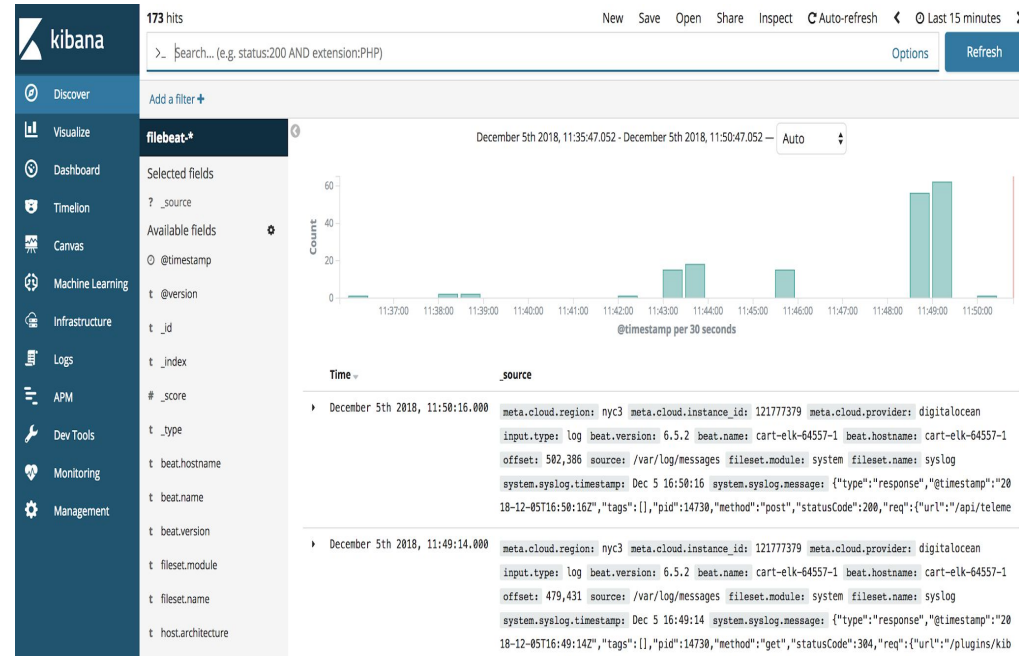 kibana
Discover
Visualize
Dashboard
Timelion
Canvas
Machine Learning
Infrastructure
Logs
APM
Dev Tools
Monitoring
Management
173 hits
New Save Open Share Inspect Auto-refresh Last 15 minutes
>_ Search... (e.g. status:200 AND extension:PHP) Options Refresh
Add a filter +
filebeat-*
Selected fields
? _source
Available fields
@timestamp
t @version
t _id
t _index
# _score
t _type
t beat.hostname
t beat.name
t beat.version
t fileset.module
t fileset.name
t host.architecture
December 5th 2018, 11:35:47.052 - December 5th 2018, 11:50:47.052 — Auto
Count
60
40
20
0
11:37:00 11:38:00 11:39:00 11:40:00 11:41:00 11:42:00 11:43:00 11:44:00 11:45:00 11:46:00 11:47:00 11:48:00 11:49:00 11:50:00
@timestamp per 30 seconds
Time _source
December 5th 2018, 11:50:16.000 meta.cloud.region: nyc3 meta.cloud.instance_id: 121777379 meta.cloud.provider: digitalocean
input.type: log beat.version: 6.5.2 beat.name: cart-elk-64557-1 beat.hostname: cart-elk-64557-1
offset: 502,386 source: /var/log/messages fileset.module: system fileset.name: syslog
system.syslog.timestamp: Dec 5 16:50:16 system.syslog.message: {"type":"response","@timestamp":"20
18-12-05T16:50:16Z","tags":[],"pid":14730,"method":"post","statusCode":200,"req":{"url":"/api/teleme
December 5th 2018, 11:49:14.000 meta.cloud.region: nyc3 meta.cloud.instance_id: 121777379 meta.cloud.provider: digitalocean
input.type: log beat.version: 6.5.2 beat.name: cart-elk-64557-1 beat.hostname: cart-elk-64557-1
offset: 479,431 source: /var/log/messages fileset.module: system fileset.name: syslog
system.syslog.timestamp: Dec 5 16:49:14 system.syslog.message: {"type":"response","@timestamp":"20
18-12-05T16:49:14Z","tags":[],"pid":14730,"method":"get","statusCode":304,"req":{"url":"/plugins/kib